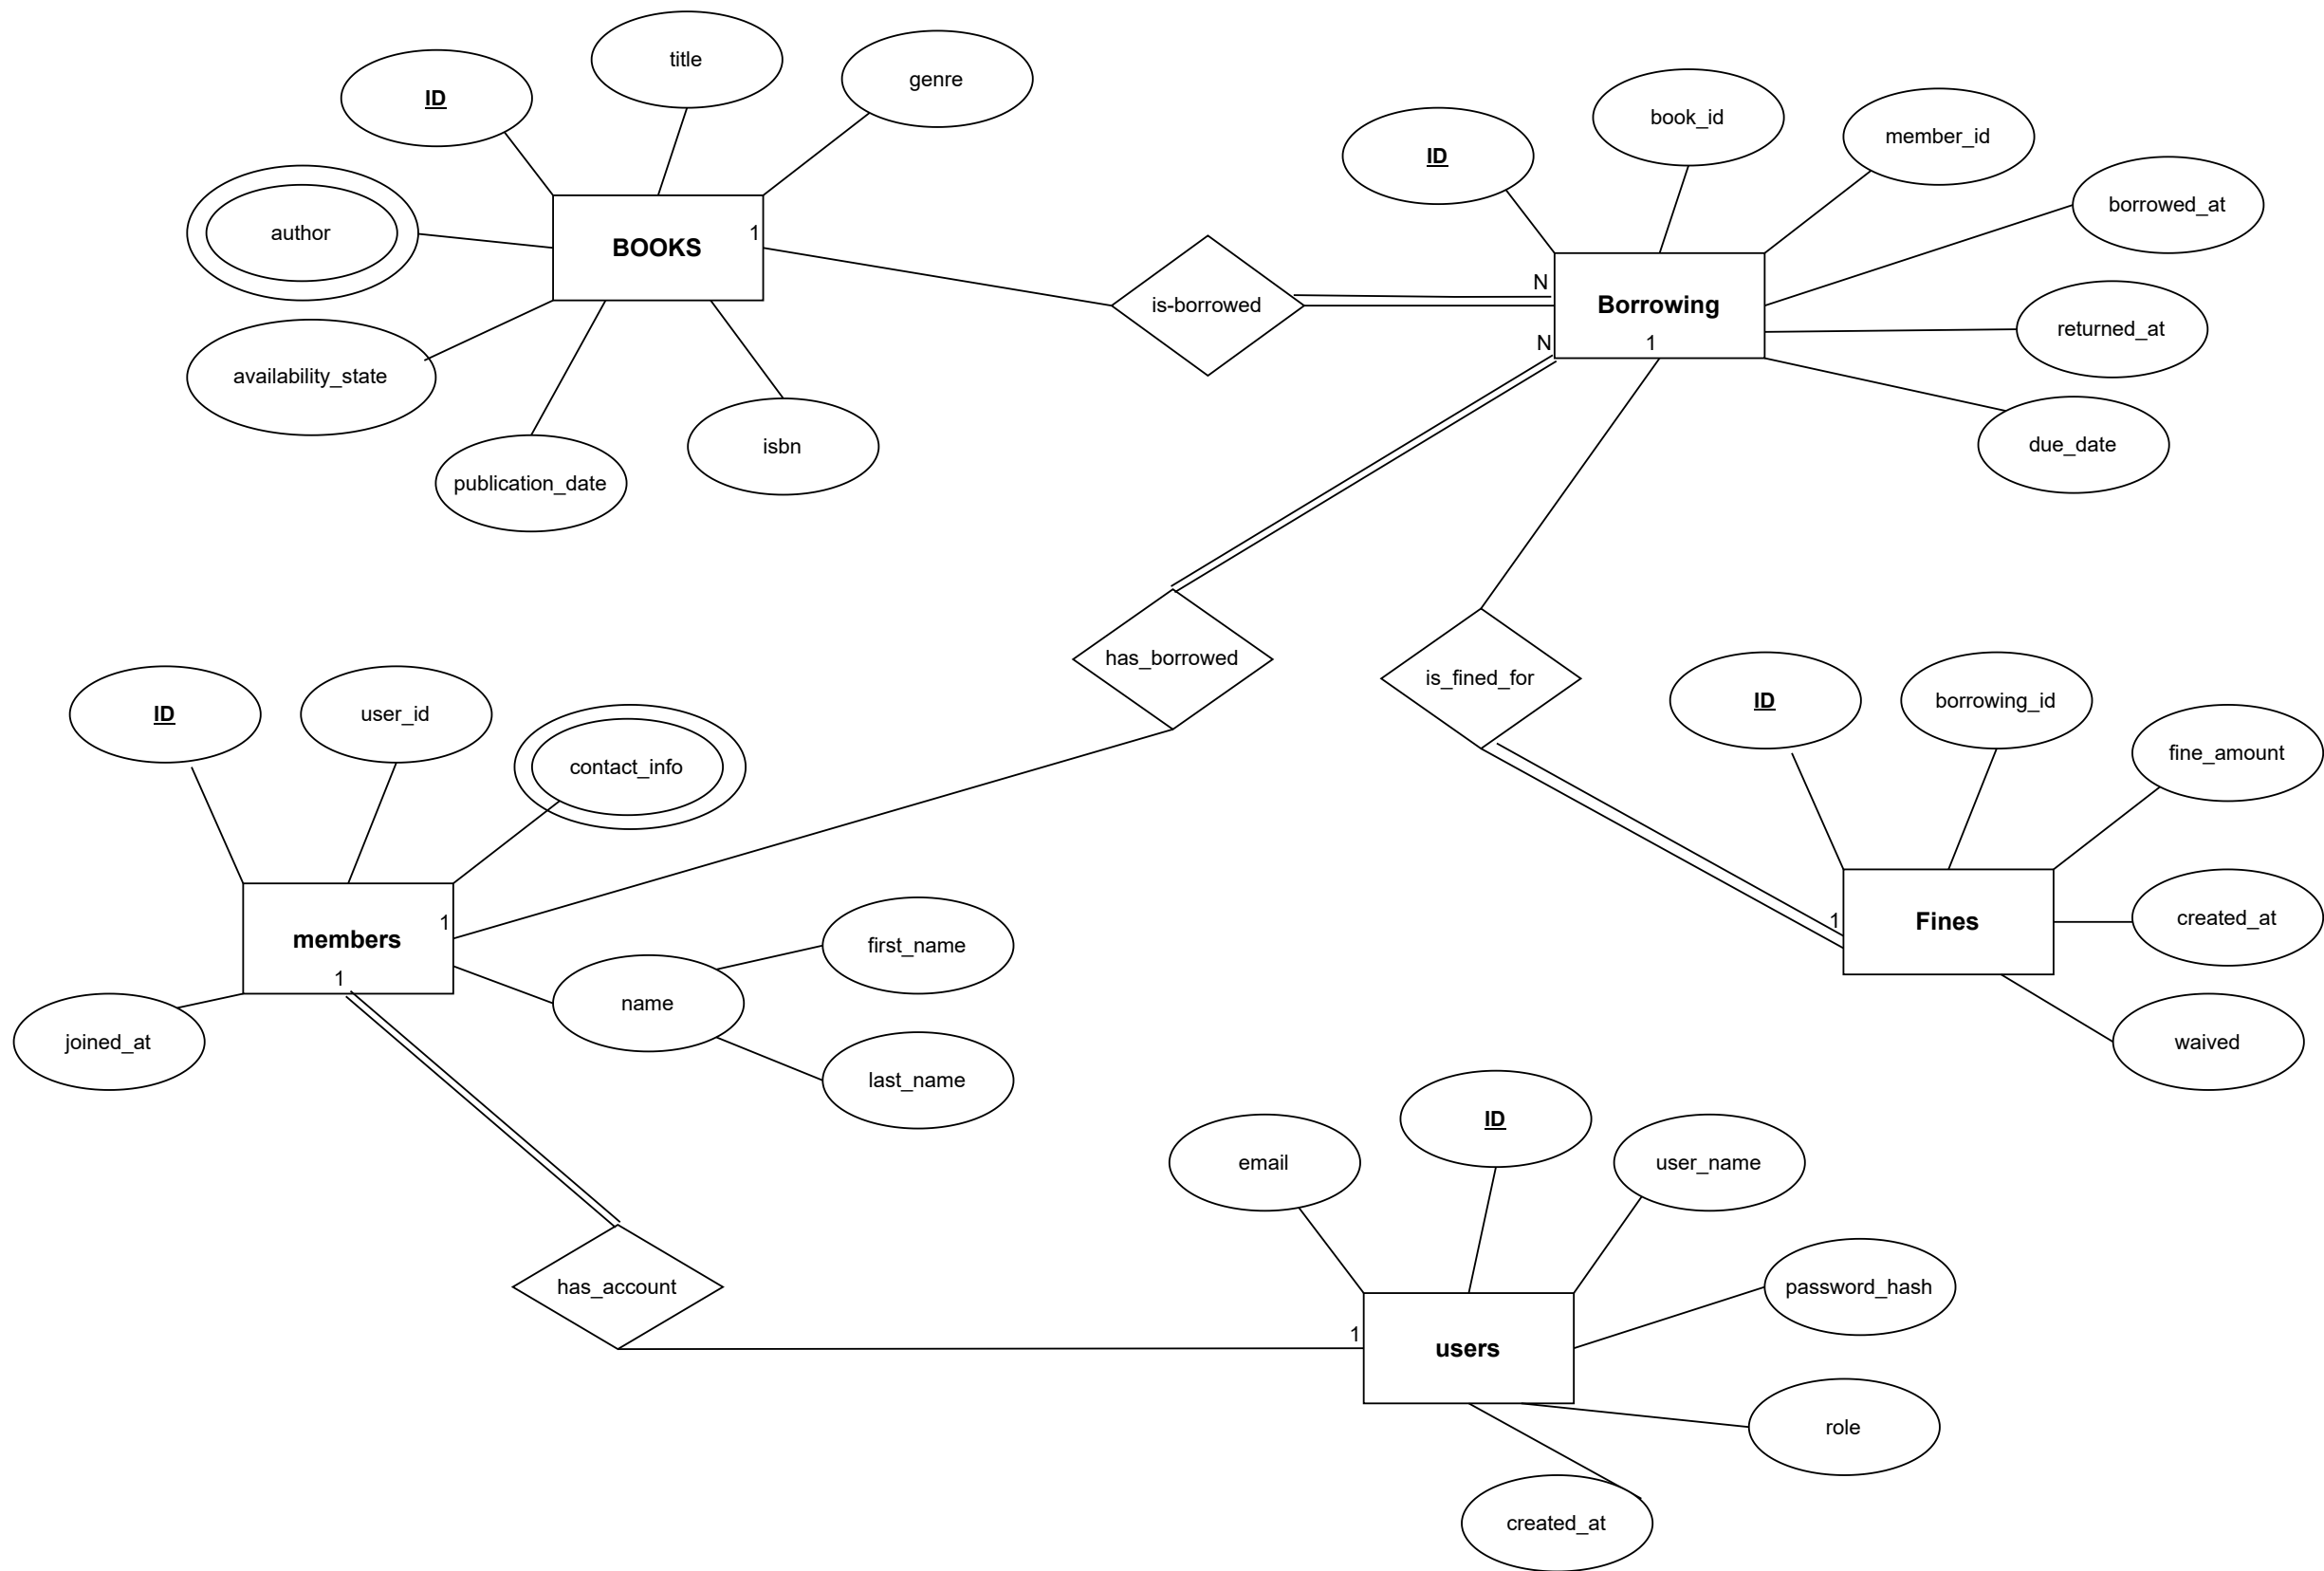 title
genre
ID
author
BOOKS
1
availability_state
publication_date
isbn
is-borrowed
ID
book_id
member_id
borrowed_at
returned_at
due_date
N
Borrowing
N
1
has_borrowed
is_fined_for
ID
user_id
contact_info
members
1
1
joined_at
name
first_name
last_name
ID
borrowing_id
fine_amount
created_at
waived
1
Fines
has_account
email
ID
user_name
password_hash
1
users
role
created_at